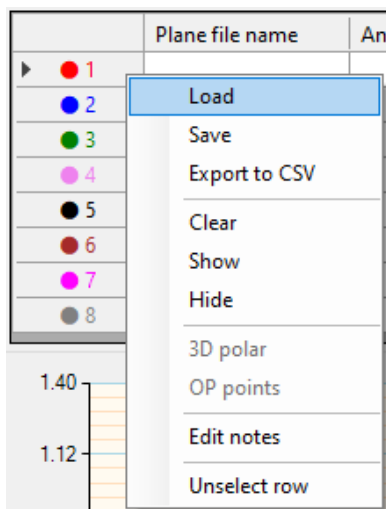 Plane file name An
1
2
3
4
5
6
7
8
Load
Save
Export to CSV
Clear
Show
Hide
3D polar
OP points
Edit notes
Unselect row
1.40
1.12